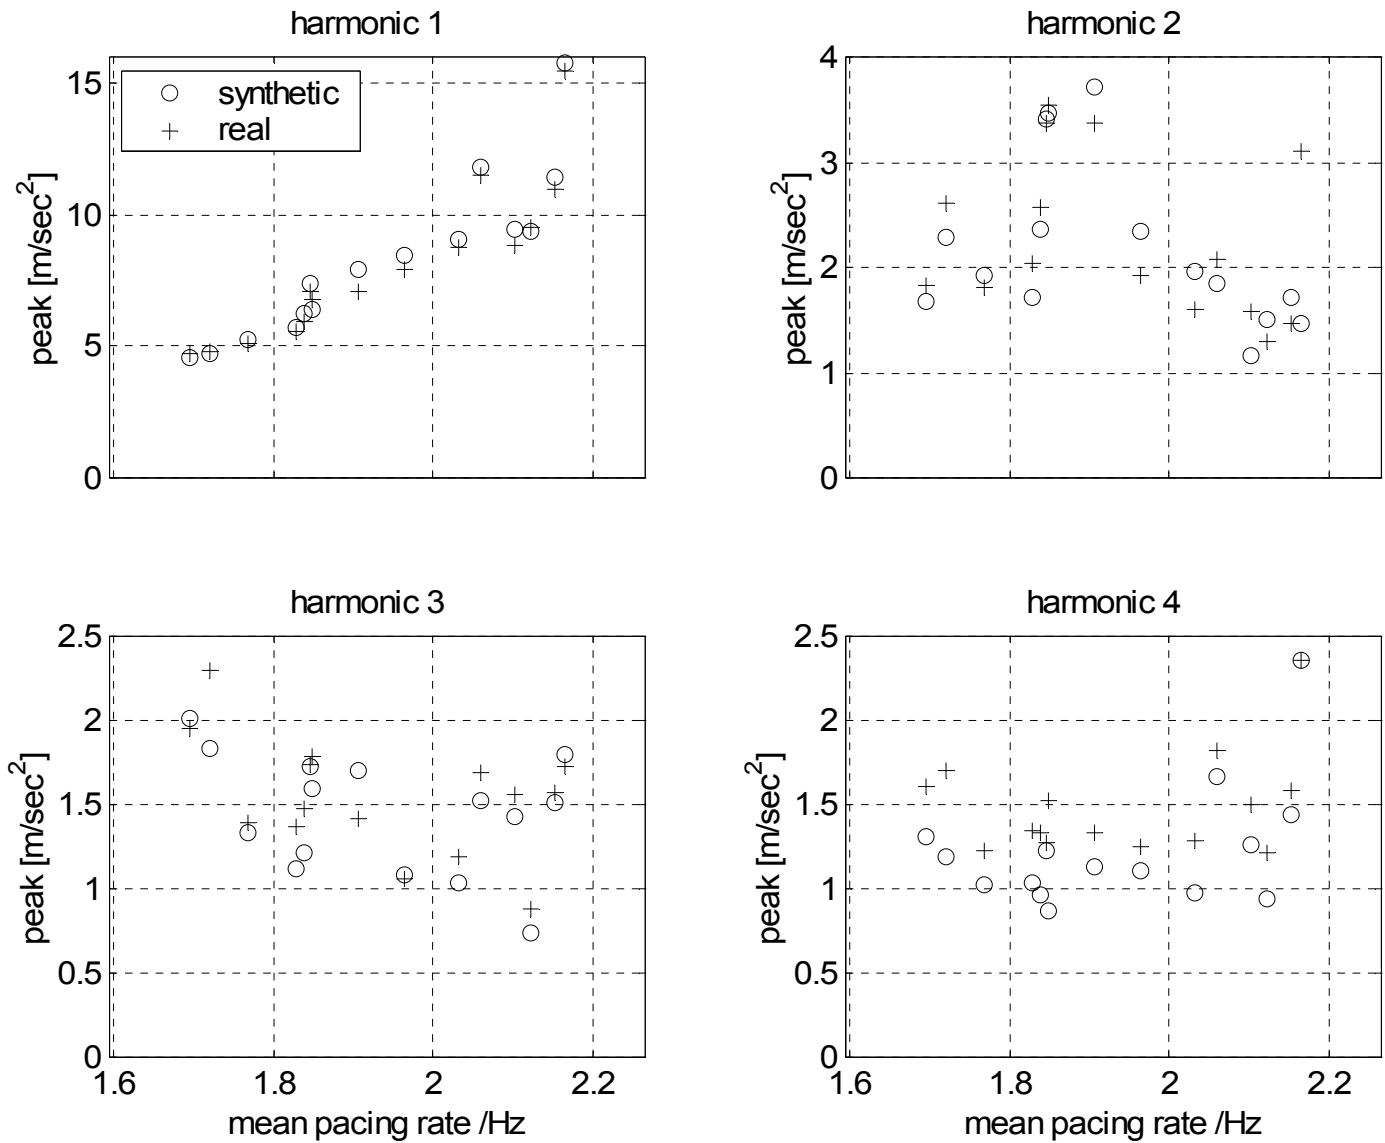 harmonic 1
harmonic 2
synthetic
real
15
10
5
0
peak [m/sec²]
4
3
2
1
0
peak [m/sec²]
harmonic 3
harmonic 4
2.5
2
1.5
1
0.5
0
peak [m/sec²]
1.6 1.8 2 2.2
mean pacing rate /Hz
2.5
2
1.5
1
0.5
0
peak [m/sec²]
1.6 1.8 2 2.2
mean pacing rate /Hz